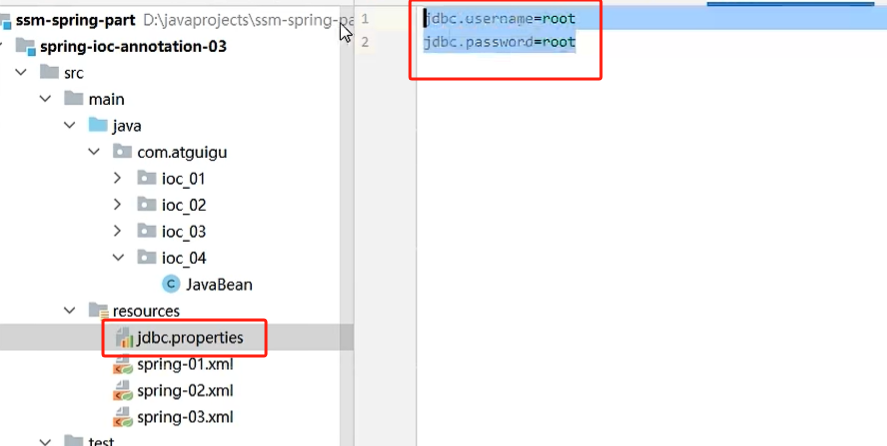 ssm-spring-part D:\javaprojects\ssm-spring-pa
spring-ioc-annotation-03
src
main
java
com.atguigu
ioc_01
ioc_02
ioc_03
ioc_04
C JavaBean
resources
jdbc.properties
spring-01.xml
spring-02.xml
spring-03.xml
test
1 jdbc.username=root
2 jdbc.password=root